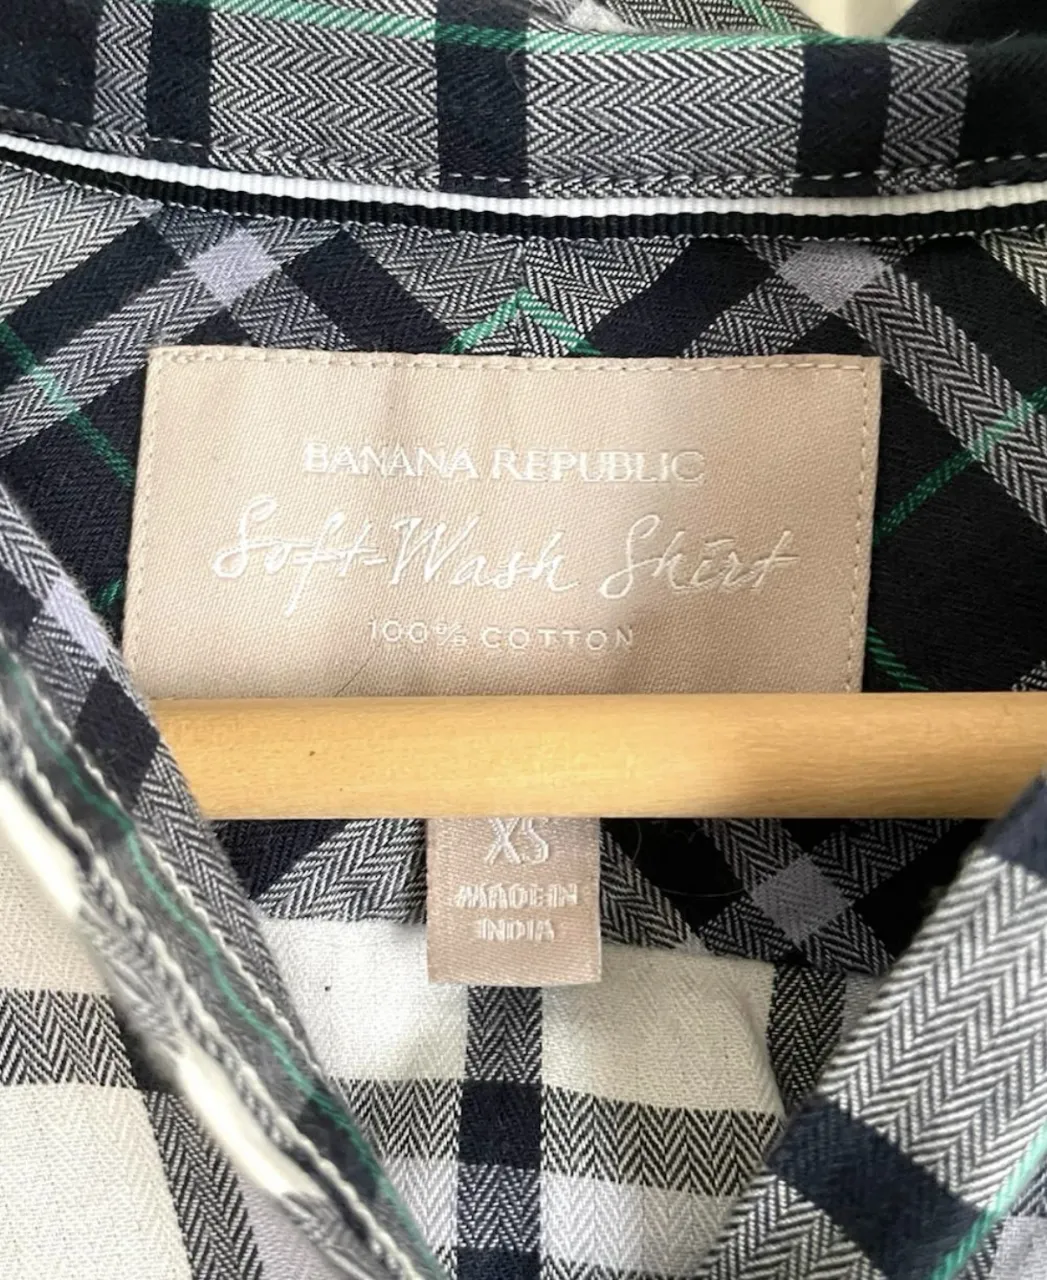 BANANA REPUBLIC
Soft-Wash Shirt
100% COTTON
XS
MADE IN
INDIA